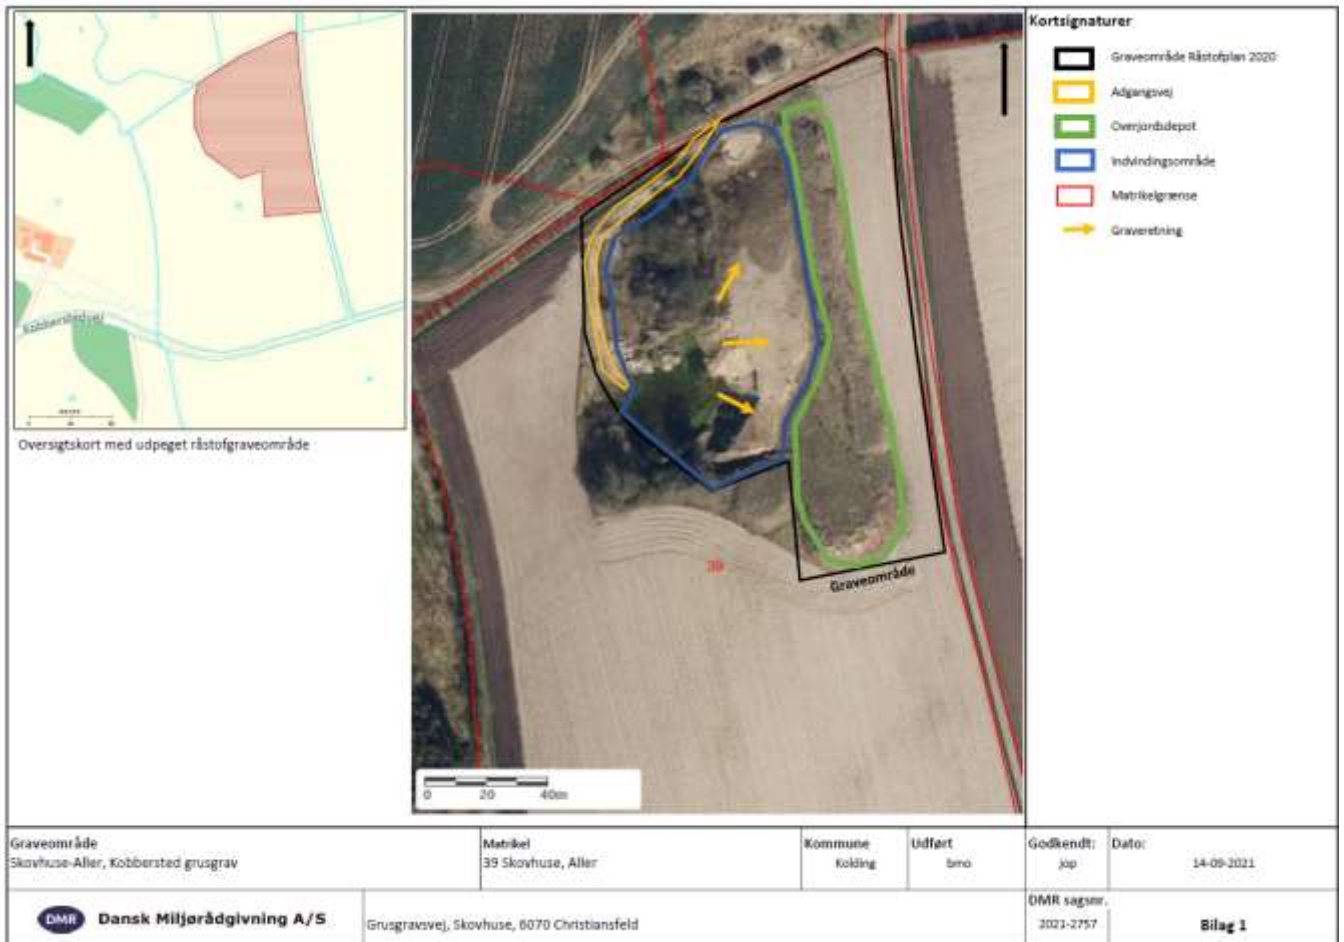 Kobberstedvej
Oversigtskort med udpeget råstofgraveområde
39
Graveområde
0 20 40m
Kortsignaturer
Graveområde Råstofplan 2020
Adgangsvej
Overjordsdepot
Indvindingsområde
Matrikelgrænse
Graveretning
Graveområde
Skovhuse-Aller, Kobbersted grusgrav
Matrikel
39 Skovhuse, Aller
Kommune
Kolding
Udført
bmo
Godkendt:
jop
Dato:
14-09-2021
DMR Dansk Miljørådgivning A/S
Grusgravsvej, Skovhuse, 6070 Christiansfeld
DMR sagsnr.
2021-2757
Bilag 1